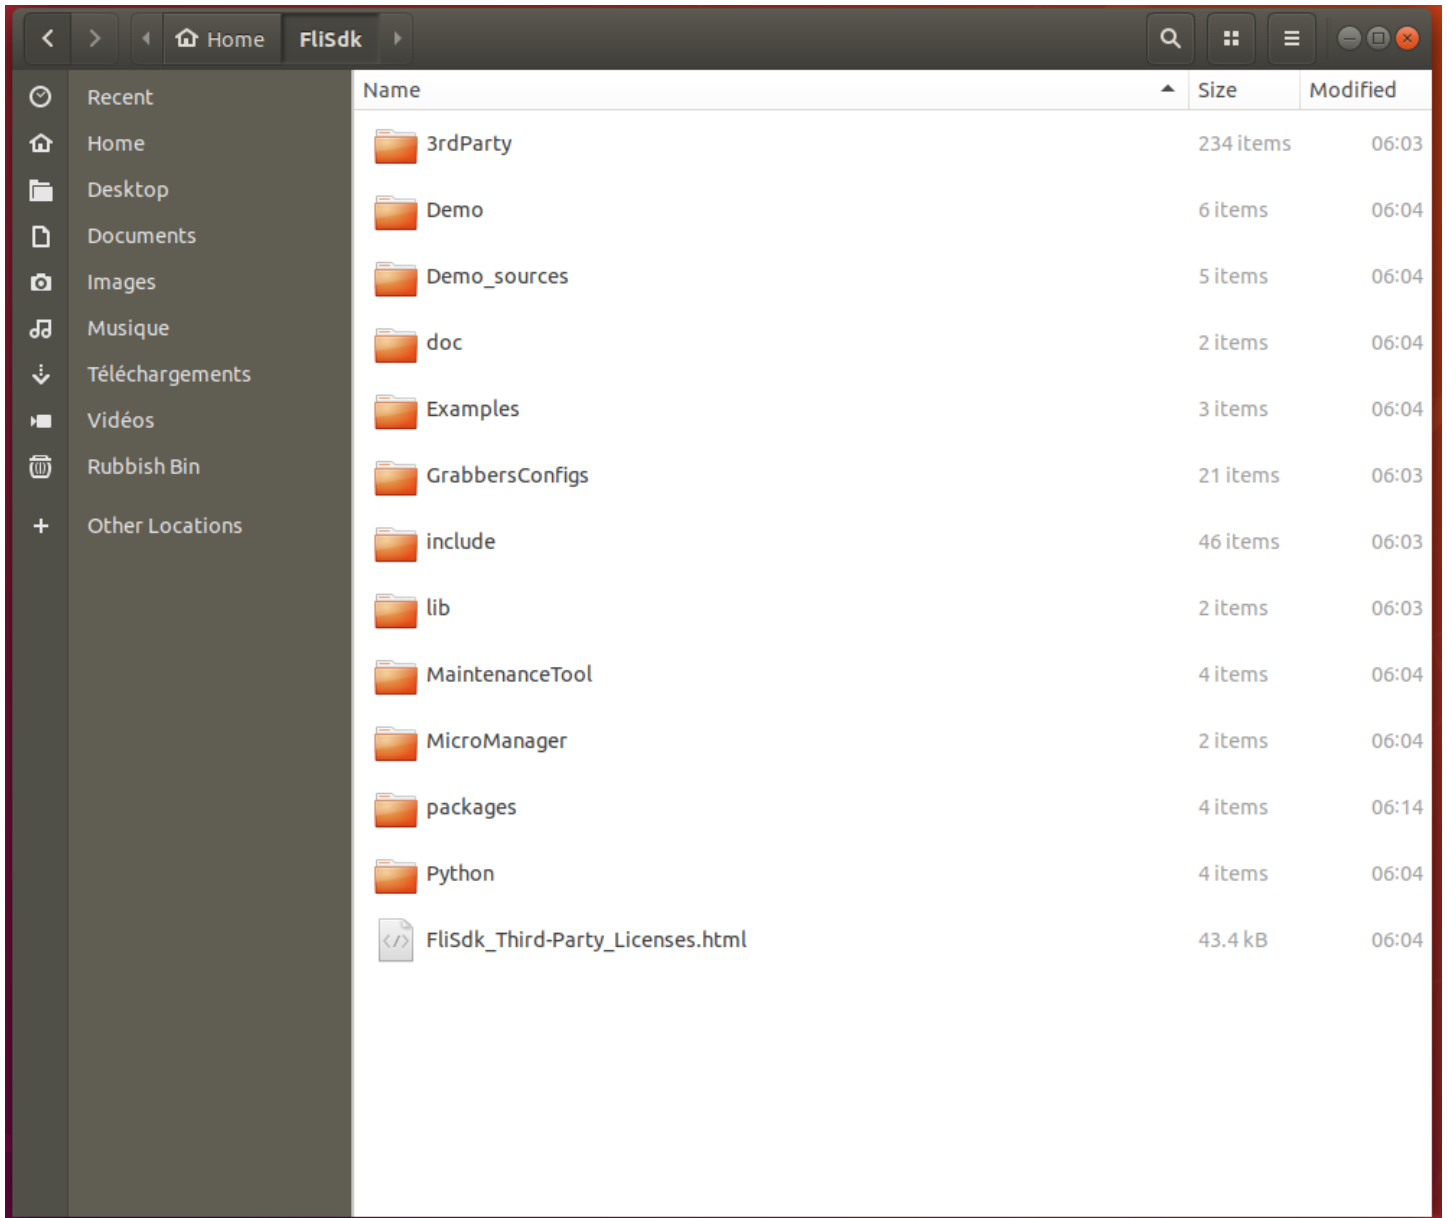 Home FliSdk
Name Size Modified
Recent
Home
Desktop
Documents
Images
Musique
Téléchargements
Vidéos
Rubbish Bin
Other Locations
3rdParty 234 items 06:03
Demo 6 items 06:04
Demo_sources 5 items 06:04
doc 2 items 06:04
Examples 3 items 06:04
GrabbersConfigs 21 items 06:03
include 46 items 06:03
lib 2 items 06:03
MaintenanceTool 4 items 06:04
MicroManager 2 items 06:04
packages 4 items 06:14
Python 4 items 06:04
FliSdk_Third-Party_Licenses.html 43.4 kB 06:04